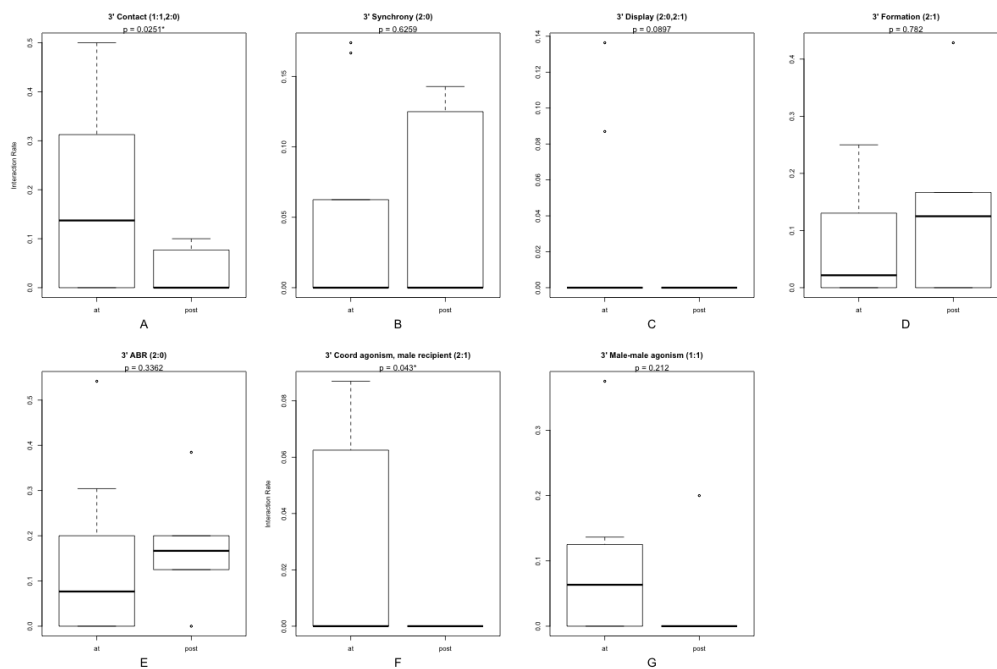 3' Contact (1:1,2:0)
p = 0.0251*
Interaction Rate
0.5
0.4
0.3
0.2
0.1
0.0
at post
A
3' Synchrony (2:0)
p = 0.6259
0.15
0.10
0.05
0.00
at post
B
3' Display (2:0,2:1)
p = 0.0897
0.14
0.12
0.10
0.08
0.06
0.04
0.02
0.00
at post
C
3' Formation (2:1)
p = 0.782
0.4
0.3
0.2
0.1
0.0
at post
D
3' ABR (2:0)
p = 0.3362
0.5
0.4
0.3
0.2
0.1
0.0
at post
E
3' Coord agonism, male recipient (2:1)
p = 0.043*
Interaction Rate
0.08
0.06
0.04
0.02
0.00
at post
F
3' Male-male agonism (1:1)
p = 0.212
0.3
0.2
0.1
0.0
at post
G